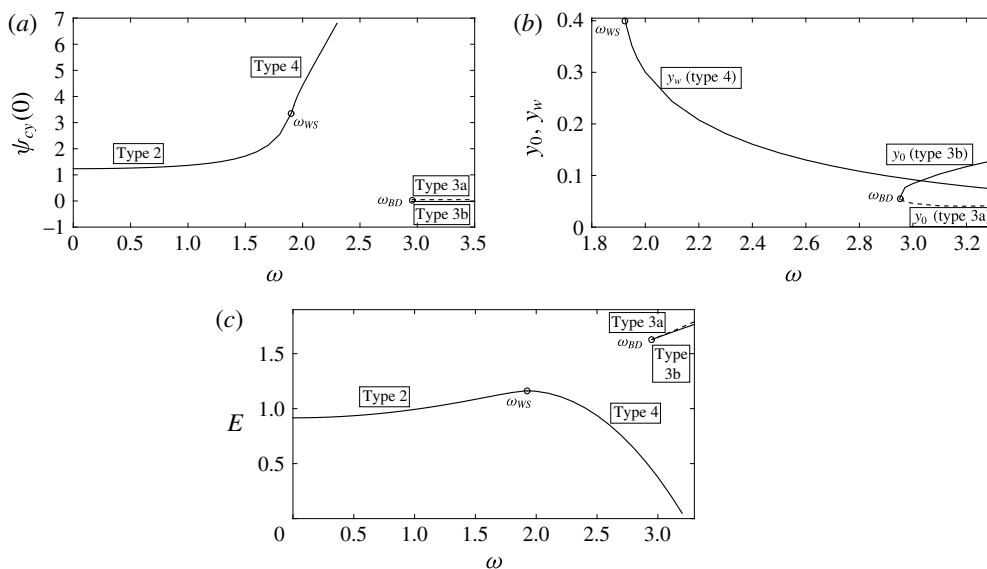 (a)
7
6
5
4
3
2
1
0
−1
ψcy(0)
Type 4
ωWS
Type 2
Type 3a
ωBD
Type 3b
0 0.5 1.0 1.5 2.0 2.5 3.0 3.5
ω
(b)
0.4
0.3
0.2
0.1
0
y0, yw
ωWS
yw (type 4)
y0 (type 3b)
ωBD
y0 (type 3a)
1.8 2.0 2.2 2.4 2.6 2.8 3.0 3.2
ω
(c)
1.5
1.0
0.5
E
Type 3a
ωBD
Type
3b
Type 2
ωWS
Type 4
0 0.5 1.0 1.5 2.0 2.5 3.0
ω